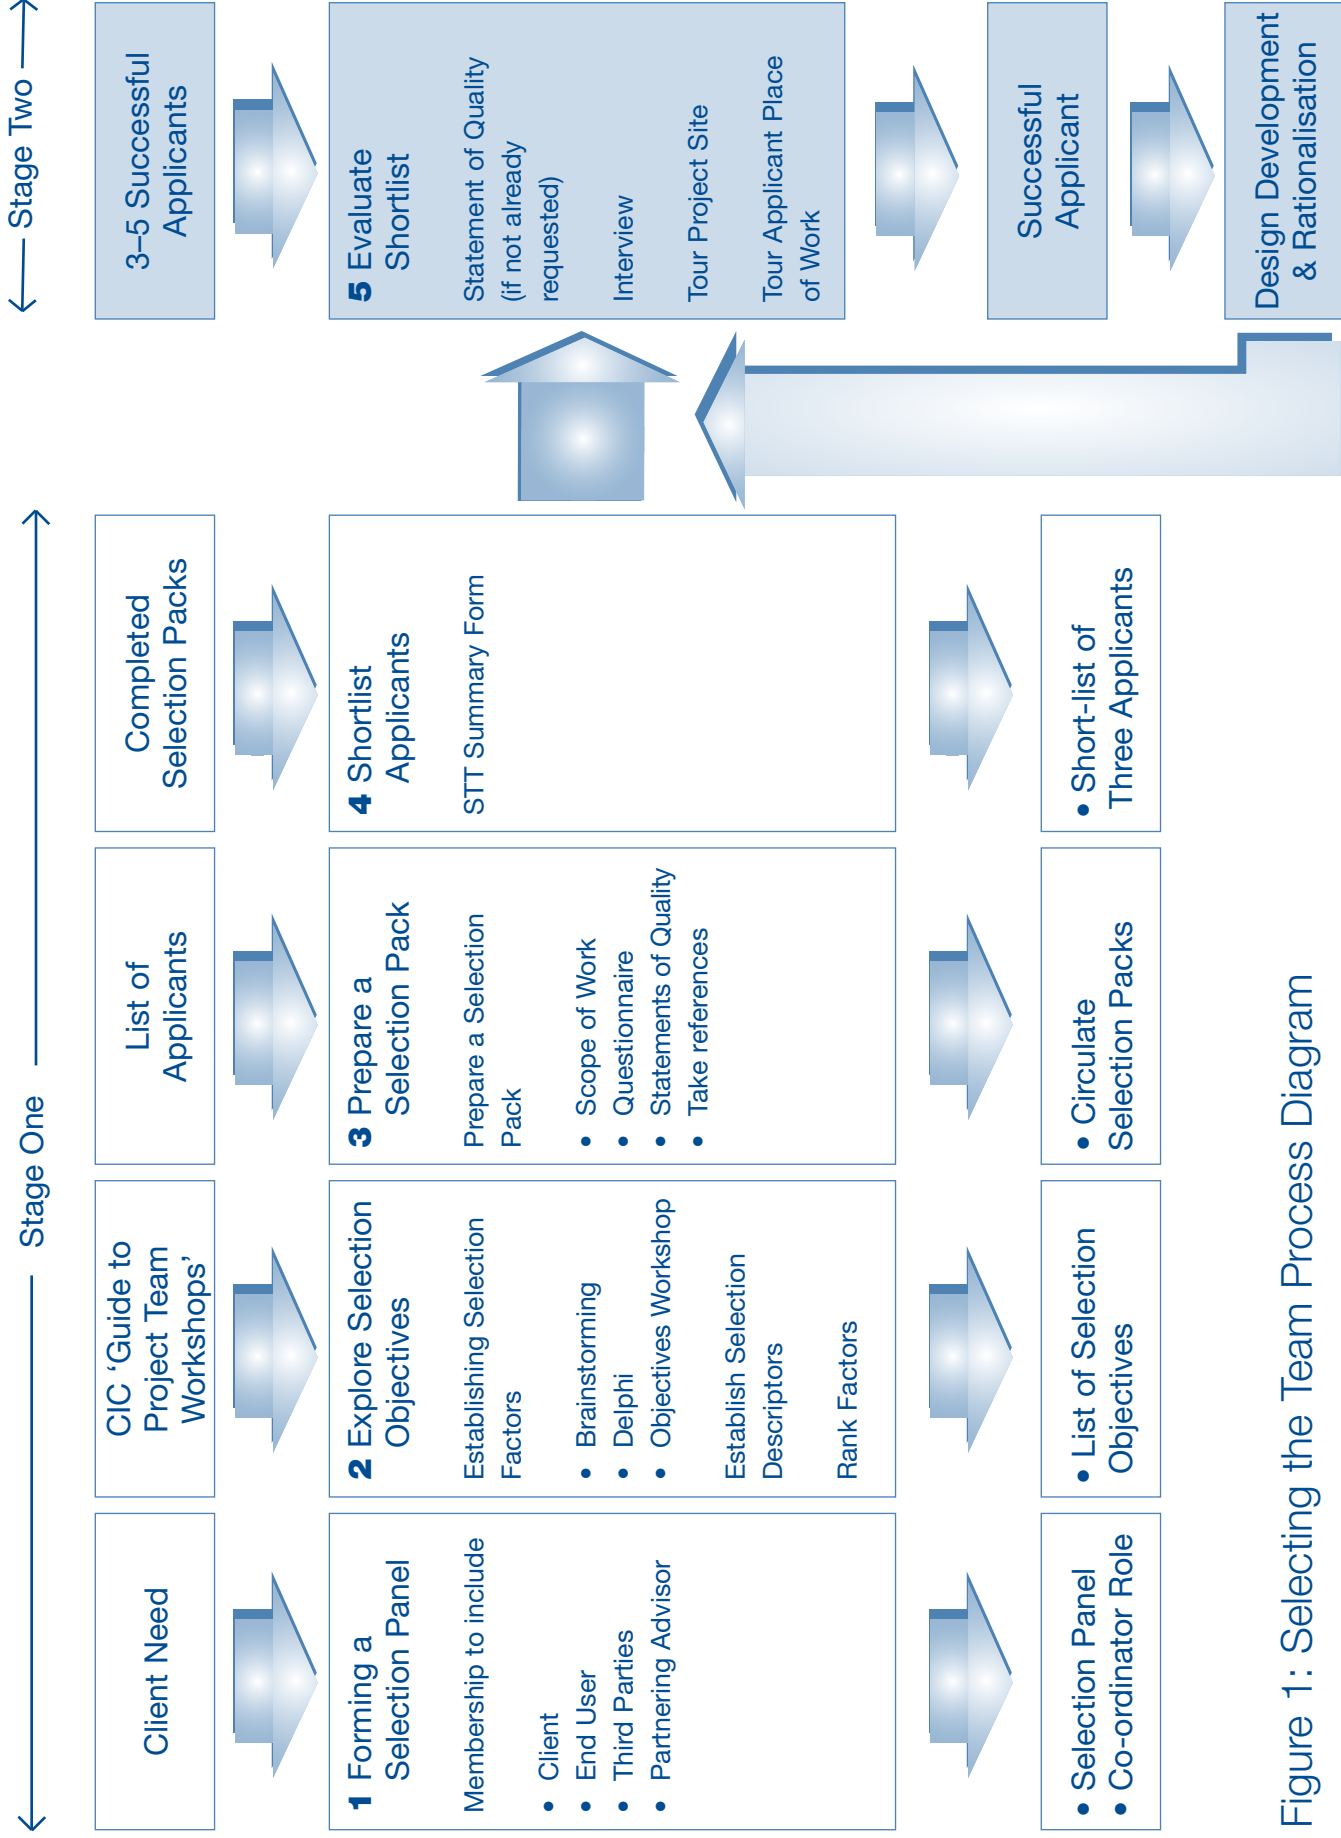 Stage One
Stage Two
Client Need
1 Forming a
Selection Panel
Membership to include
• Client
• End User
• Third Parties
• Partnering Advisor
• Selection Panel
• Co-ordinator Role
CIC ‘Guide to
Project Team
Workshops’
2 Explore Selection
Objectives
Establishing Selection
Factors
• Brainstorming
• Delphi
• Objectives Workshop
Establish Selection
Descriptors
Rank Factors
• List of Selection
Objectives
List of
Applicants
3 Prepare a
Selection Pack
Prepare a Selection
Pack
• Scope of Work
• Questionnaire
• Statements of Quality
• Take references
• Circulate
Selection Packs
Completed
Selection Packs
4 Shortlist
Applicants
STT Summary Form
• Short-list of
Three Applicants
3–5 Successful
Applicants
5 Evaluate
Shortlist
Statement of Quality
(if not already
requested)
Interview
Tour Project Site
Tour Applicant Place
of Work
Successful
Applicant
Design Development
& Rationalisation
Figure 1: Selecting the Team Process Diagram